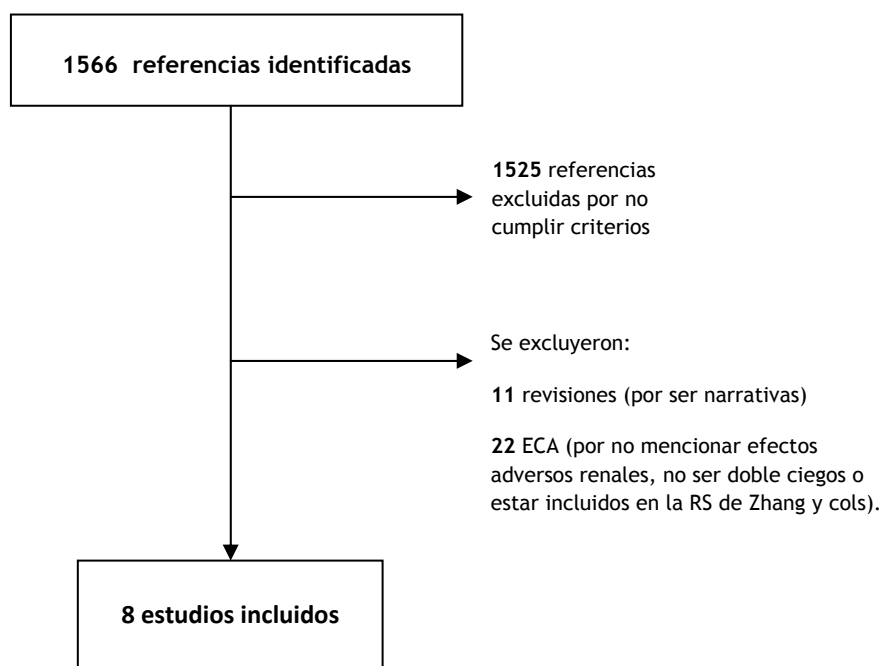 1566 referencias identificadas
1525 referencias
excluidas por no
cumplir criterios
Se excluyeron:
11 revisiones (por ser narrativas)
22 ECA (por no mencionar efectos
adversos renales, no ser doble ciegos o
estar incluidos en la RS de Zhang y cols).
8 estudios incluidos